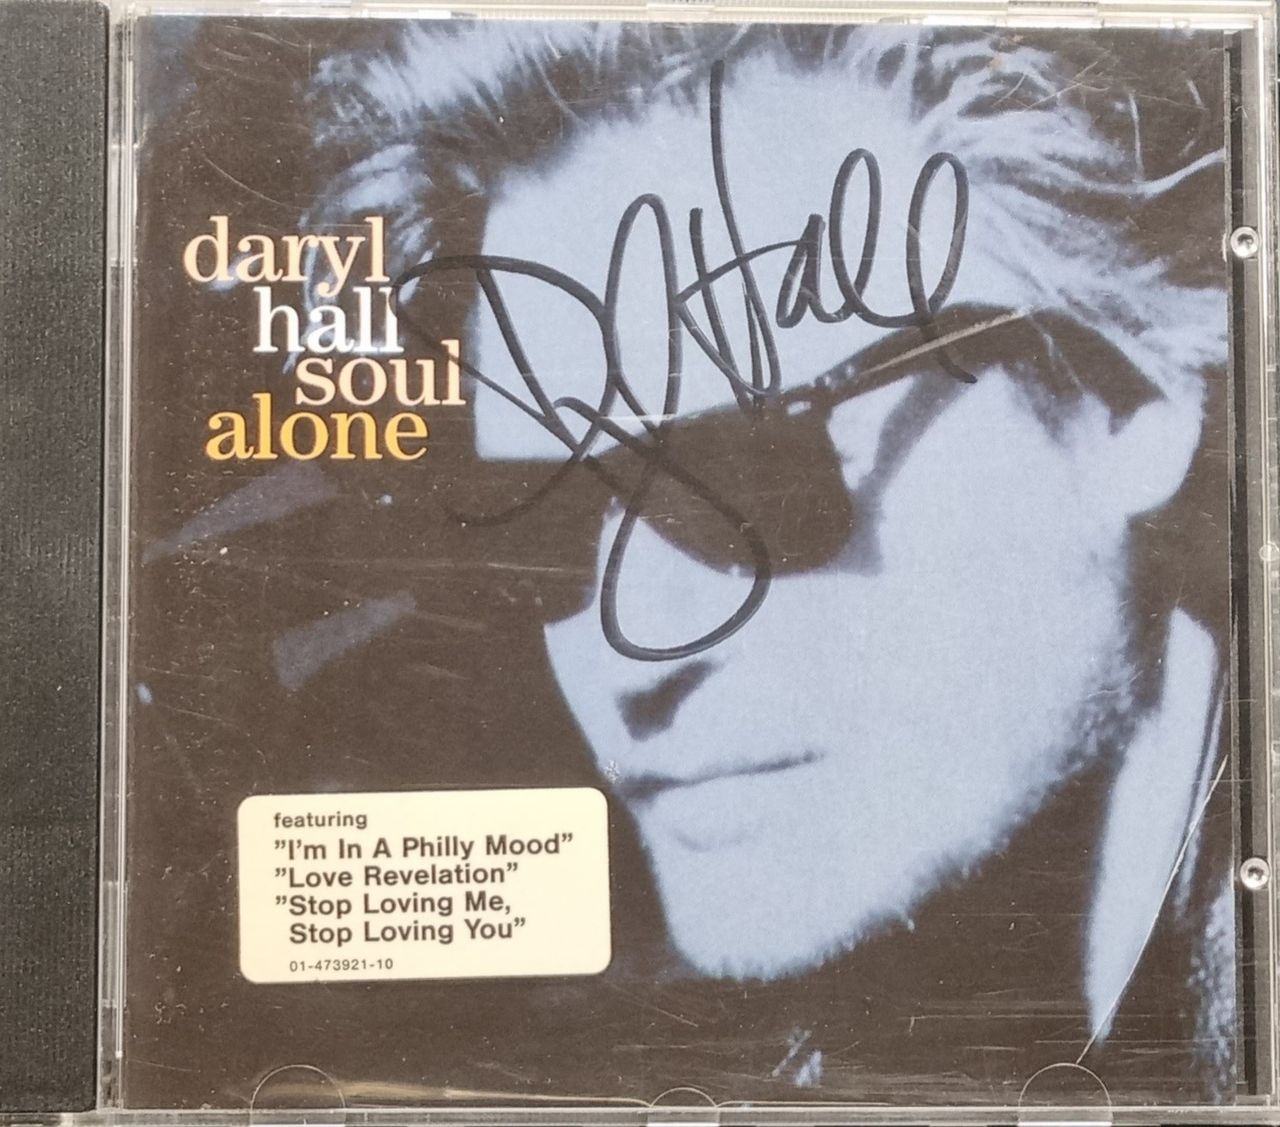 daryl
hall
soul
alone
D Hall
featuring
”I'm In A Philly Mood”
”Love Revelation”
”Stop Loving Me,
Stop Loving You”
01-473921-10